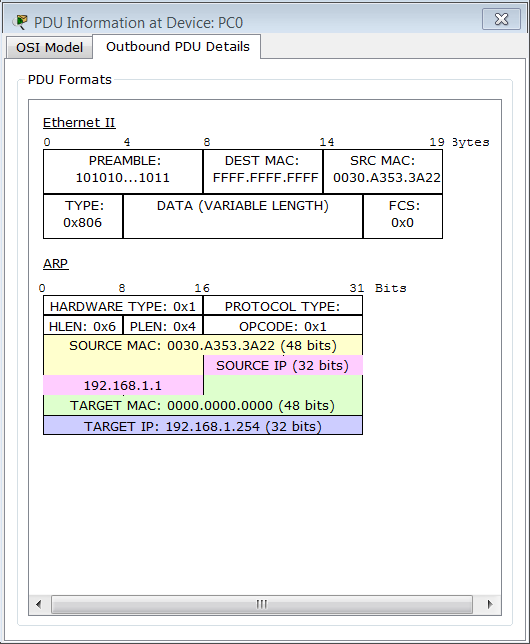 PDU Information at Device: PC0
OSI Model Outbound PDU Details
PDU Formats
Ethernet II
0 4 8 14 19 Bytes
PREAMBLE: DEST MAC: SRC MAC:
101010...1011 FFFF.FFFF.FFFF 0030.A353.3A22
TYPE: DATA (VARIABLE LENGTH) FCS:
0x806 0x0
ARP
0 8 16 31 Bits
HARDWARE TYPE: 0x1 PROTOCOL TYPE:
HLEN: 0x6 PLEN: 0x4 OPCODE: 0x1
SOURCE MAC: 0030.A353.3A22 (48 bits)
SOURCE IP (32 bits)
192.168.1.1
TARGET MAC: 0000.0000.0000 (48 bits)
TARGET IP: 192.168.1.254 (32 bits)